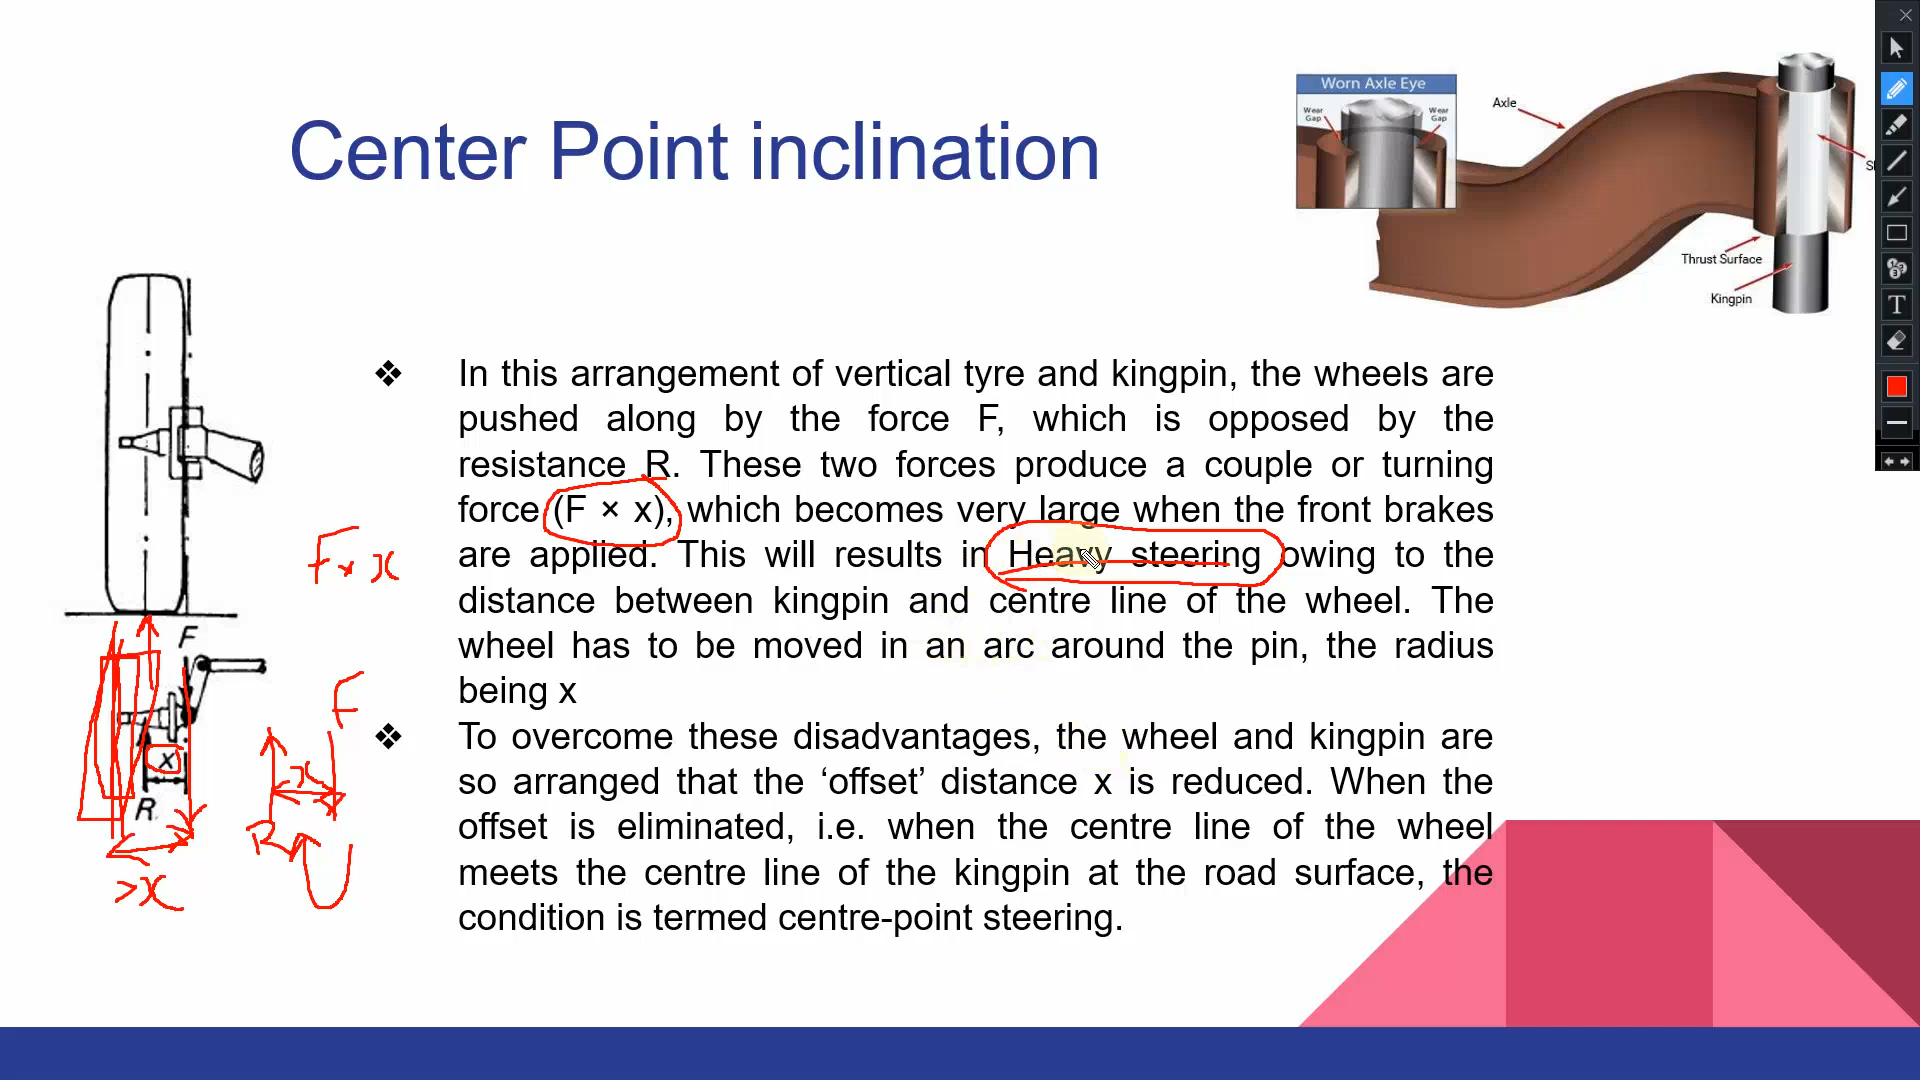 Center Point inclination
Worn Axle Eye
Wear
Gap
Wear
Gap
Axle
Thrust Surface
Kingpin
❖ In this arrangement of vertical tyre and kingpin, the wheels are
pushed along by the force F, which is opposed by the
resistance R. These two forces produce a couple or turning
force (F × x), which becomes very large when the front brakes
are applied. This will results in Heavy steering owing to the
distance between kingpin and centre line of the wheel. The
wheel has to be moved in an arc around the pin, the radius
being x
❖ To overcome these disadvantages, the wheel and kingpin are
so arranged that the ‘offset’ distance x is reduced. When the
offset is eliminated, i.e. when the centre line of the wheel
meets the centre line of the kingpin at the road surface, the
condition is termed centre-point steering.
F × x
F
F
x
x
R
R
>x
T